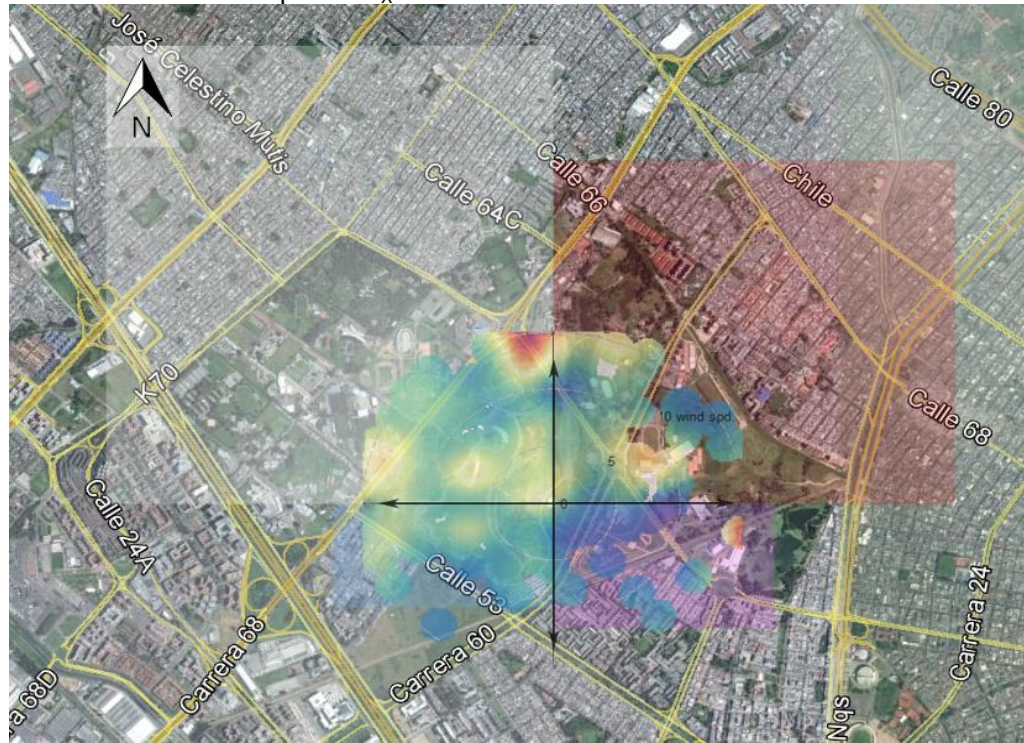 José Celestino Mutis
N
Calle 80
Calle 66
Chile
Calle 64C
K70
Calle 68
10 wind spd.
5
0
Calle 24A
Calle 53
Carrera 24
Carrera 68
Carrera 60
68D
Nqs